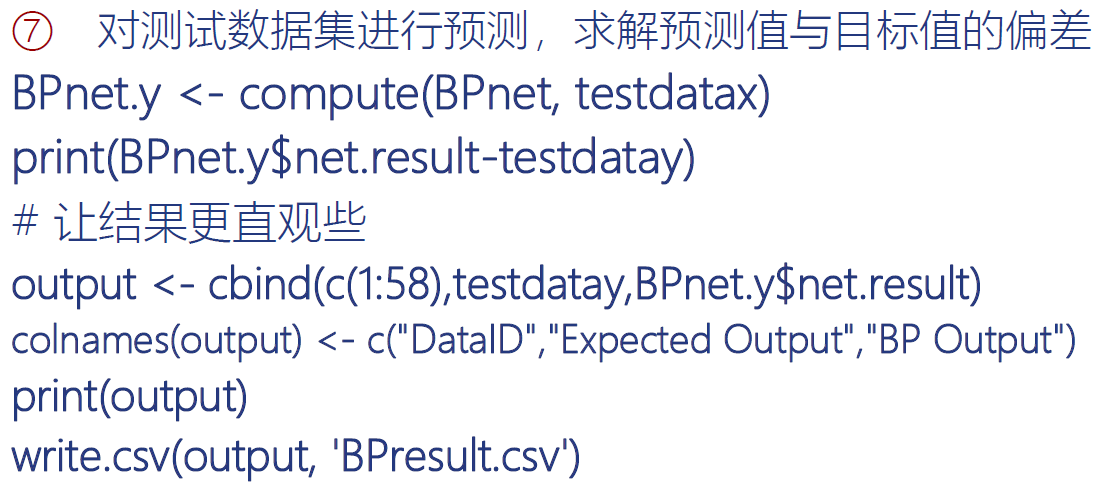 ⑦ 对测试数据集进行预测，求解预测值与目标值的偏差
BPnet.y <- compute(BPnet, testdatax)
print(BPnet.y$net.result-testdatay)
# 让结果更直观些
output <- cbind(c(1:58),testdatay,BPnet.y$net.result)
colnames(output) <- c("DataID","Expected Output","BP Output")
print(output)
write.csv(output, 'BPresult.csv')